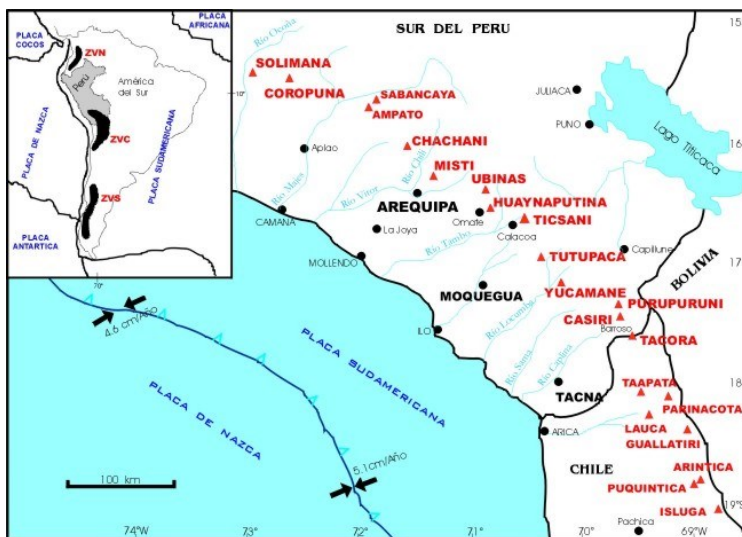 PLACA
COCOS
PLACA
AFRICANA
ZVN
Perú
América
del Sur
PLACA DE NAZCA
ZVC
PLACA SUDAMERICANA
ZVS
PLACA
ANTARTICA
70°
SUR DEL PERU
15°
Río Ocoña
SOLIMANA
COROPUNA
SABANCAYA
AMPATO
JULIACA
PUNO
Lago Titicaca
CHACHANI
Aplao
16°
MISTI
Río Chili
UBINAS
Río Majes
Río Vitor
HUAYNAPUTINA
AREQUIPA
Omate
TICSANI
CAMANA
La Joya
Calacoa
Río Tambo
MOLLENDO
TUTUPACA
Capillune
BOLIVIA
MOQUEGUA
YUCAMANE
PURUPURUNI
CASIRI
Barroso
ILO
Río Locumba
TACORA
4.6 cm/Año
PLACA SUDAMERICANA
Río Sama
Río Caplina
PLACA DE NAZCA
18°
TACNA
TAAPATA
PARINACOTA
ARICA
LAUCA
GUALLATIRI
5.1cm/Año
CHILE
ARINTICA
100 km
PUQUINTICA
ISLUGA
19°S
74°W
73°
72°
71°
70°
Pachica
69°W